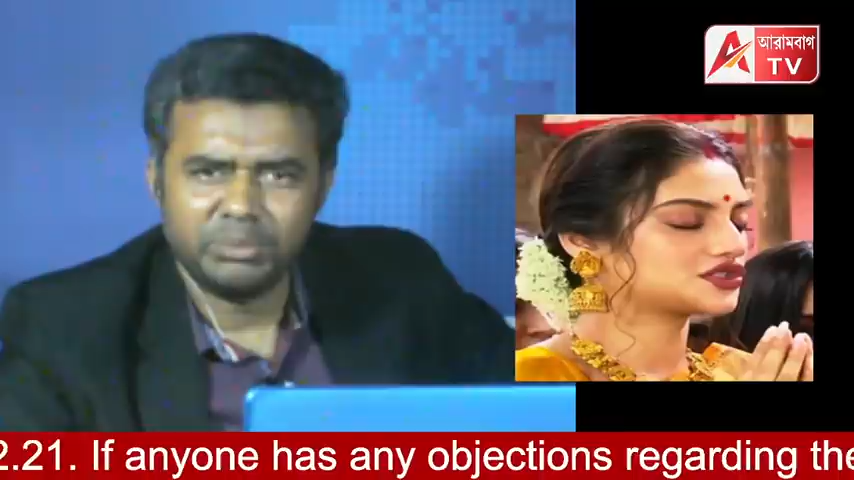 আরামবাগ
TV
2.21. If anyone has any objections regarding the